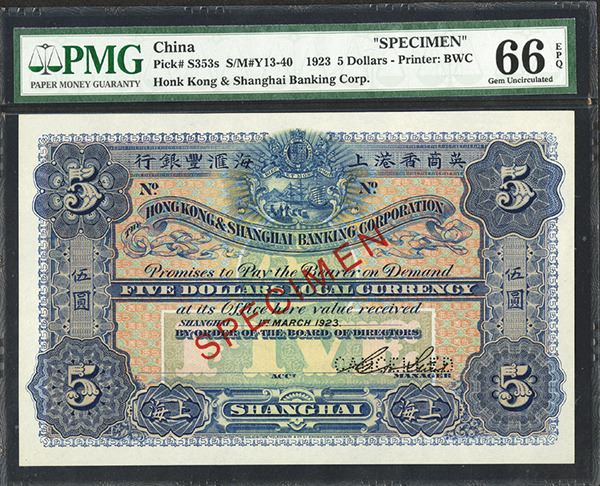 PMG
PAPER MONEY GUARANTY
China "SPECIMEN"
Pick# S353s S/M#Y13-40 1923 5 Dollars - Printer: BWC
Honk Kong & Shanghai Banking Corp.
66 EPQ
Gem Uncirculated
行銀豐滙海上港香商英
5 5
No. No.
THE HONGKONG & SHANGHAI BANKING CORPORATION
Promises to Pay the Bearer on Demand
FIVE DOLLARS LOCAL CURRENCY
at its Office here value received
SHANGHAI 1ST MARCH 1923.
BY ORDER OF THE BOARD OF DIRECTORS
FIVE
伍圓 伍圓
SPECIMEN
ACCT MANAGER
5 5
海上 SHANGHAI 海上